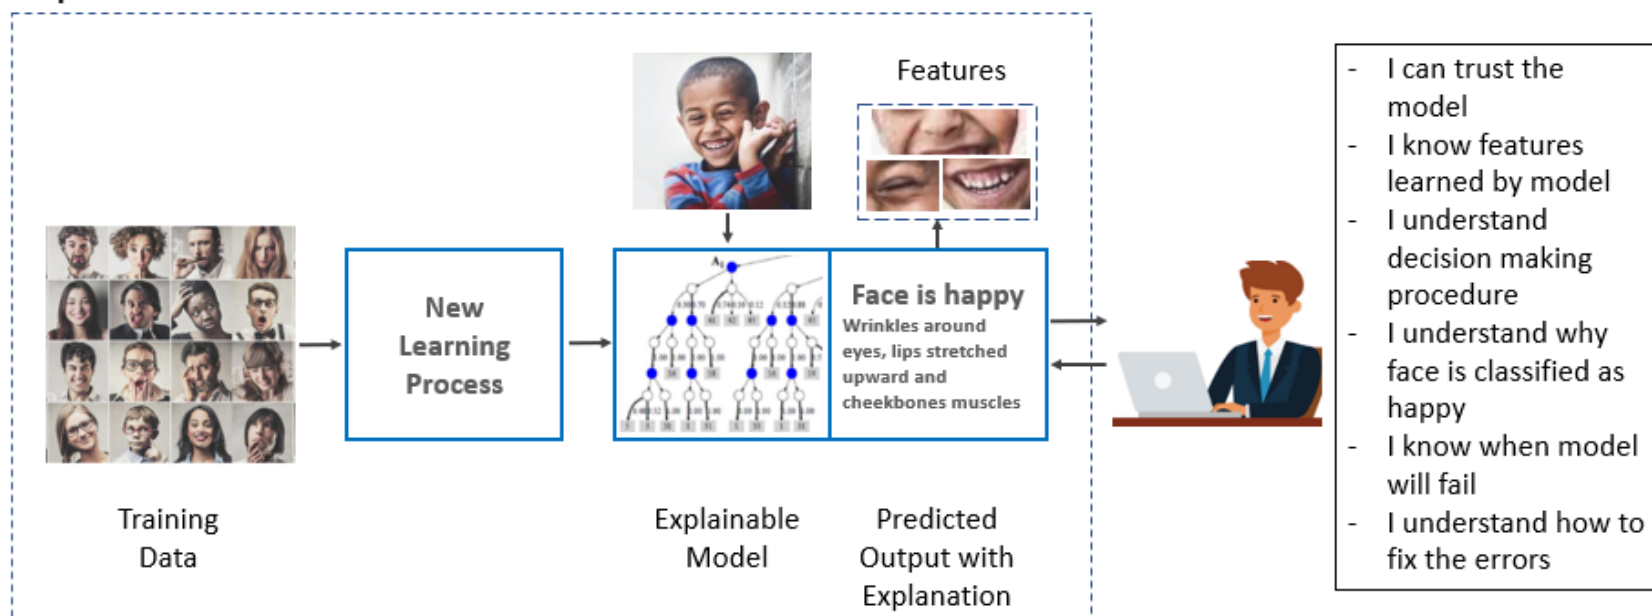 Features
New
Learning
Process
A₁
Face is happy
Wrinkles around
eyes, lips stretched
upward and
cheekbones muscles
Training
Data
Explainable
Model
Predicted
Output with
Explanation
- I can trust the
model
- I know features
learned by model
- I understand
decision making
procedure
- I understand why
face is classified as
happy
- I know when model
will fail
- I understand how to
fix the errors